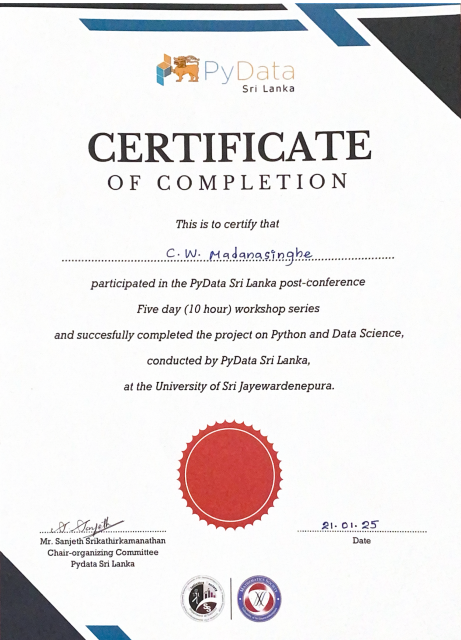 PyData
Sri Lanka
CERTIFICATE
OF COMPLETION
This is to certify that
C.W. Madanasinghe
participated in the PyData Sri Lanka post-conference
Five day (10 hour) workshop series
and succesfully completed the project on Python and Data Science,
conducted by PyData Sri Lanka,
at the University of Sri Jayewardenepura.
21.01.25
Mr. Sanjeth Srikathirkamanathan
Date
Chair-organizing Committee
Pydata Sri Lanka